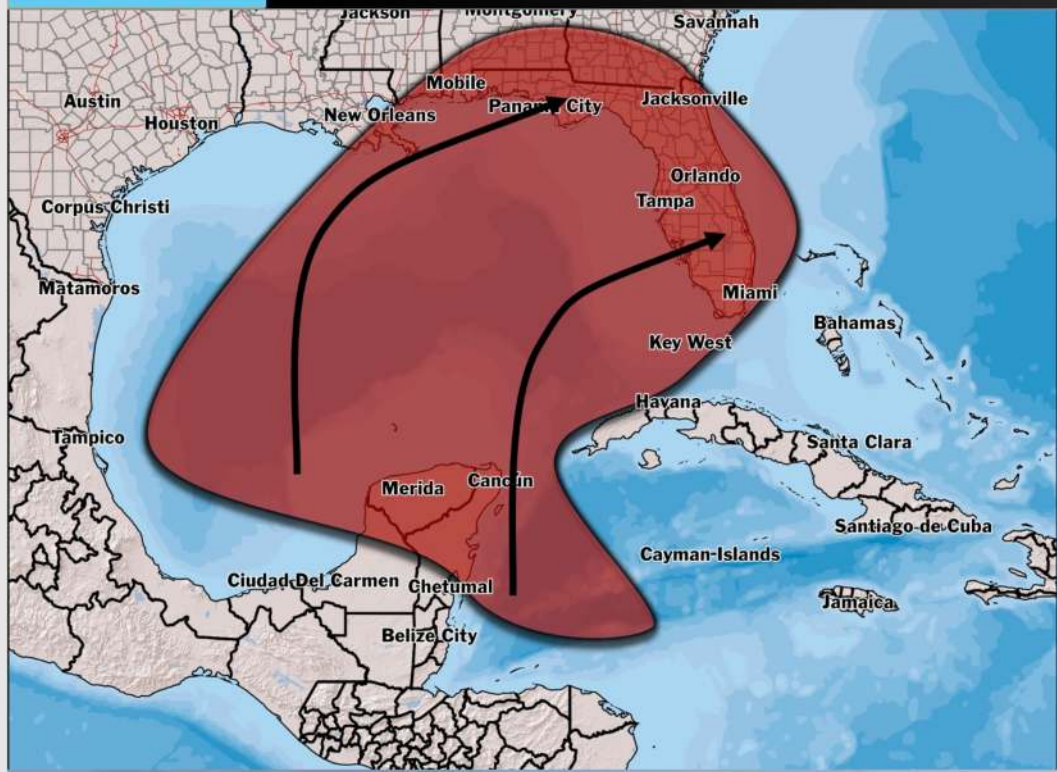 Jackson
Montgomery
Savannah
Austin
Mobile
Houston
New Orleans
Panama City
Jacksonville
Orlando
Corpus Christi
Tampa
Matamoros
Miami
Bahamas
Key West
Havana
Tampico
Santa Clara
Merida
Cancún
Santiago de Cuba
Cayman-Islands
Ciudad Del Carmen
Chetumal
Jamaica
Belize City